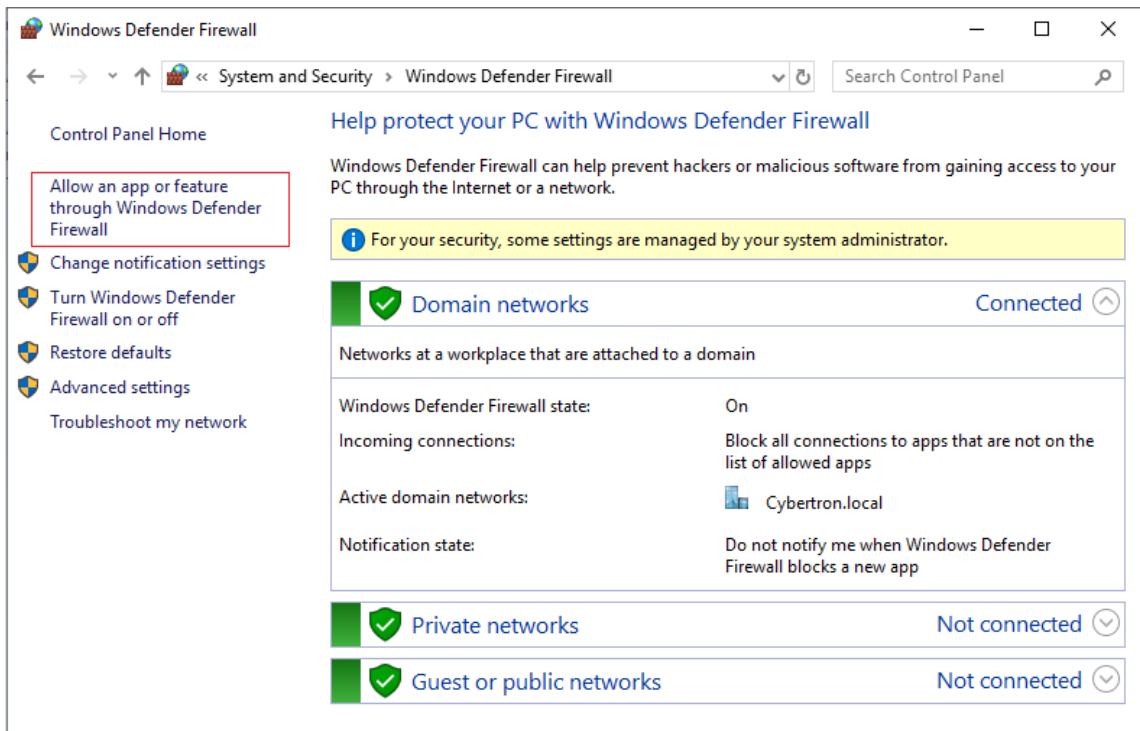 Windows Defender Firewall
« System and Security > Windows Defender Firewall
Search Control Panel
Control Panel Home
Allow an app or feature
through Windows Defender
Firewall
Change notification settings
Turn Windows Defender
Firewall on or off
Restore defaults
Advanced settings
Troubleshoot my network
Help protect your PC with Windows Defender Firewall
Windows Defender Firewall can help prevent hackers or malicious software from gaining access to your
PC through the Internet or a network.
For your security, some settings are managed by your system administrator.
Domain networks Connected
Networks at a workplace that are attached to a domain
Windows Defender Firewall state: On
Incoming connections: Block all connections to apps that are not on the
list of allowed apps
Active domain networks: Cybertron.local
Notification state: Do not notify me when Windows Defender
Firewall blocks a new app
Private networks Not connected
Guest or public networks Not connected